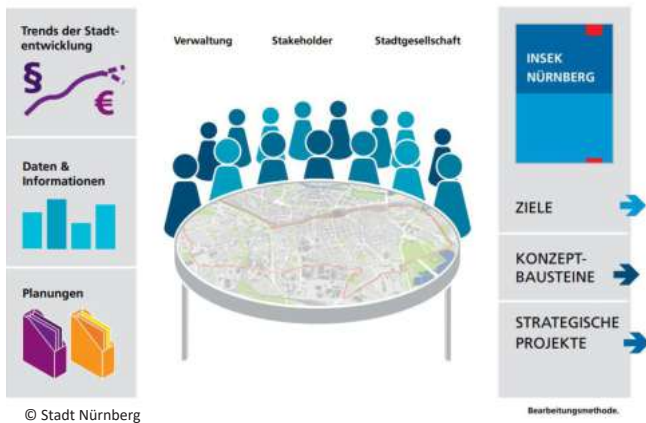 Trends der Stadt-
entwicklung
§
€
Daten &
Informationen
Planungen
Verwaltung Stakeholder Stadtgesellschaft
INSEK
NÜRNBERG
ZIELE
KONZEPT-
BAUSTEINE
STRATEGISCHE
PROJEKTE
© Stadt Nürnberg
Bearbeitungsmethode.